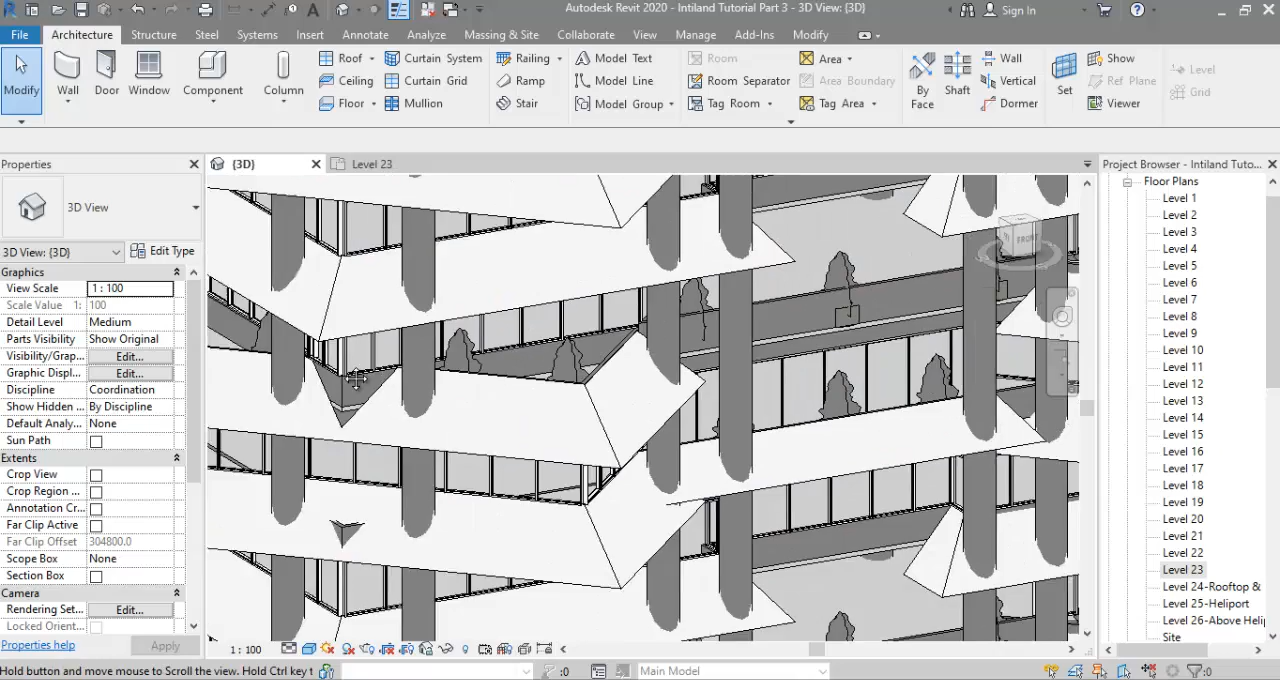 Autodesk Revit 2020 - Intiland Tutorial Part 3 - 3D View: {3D}
Sign In
File Architecture Structure Steel Systems Insert Annotate Analyze Massing & Site Collaborate View Manage Add-Ins Modify
Modify Wall Door Window Component Column
Roof Curtain System Railing Model Text Room Area
Ceiling Curtain Grid Ramp Model Line Room Separator Area Boundary
Floor Mullion Stair Model Group Tag Room Tag Area
By Face Shaft Wall Vertical Dormer
Set Show Ref Plane Viewer
Level
Grid
Properties
{3D} Level 23
Project Browser - Intiland Tuto...
3D View
3D View: {3D} Edit Type
Graphics
View Scale 1 : 100
Scale Value 1: 100
Detail Level Medium
Parts Visibility Show Original
Visibility/Grap... Edit...
Graphic Displ... Edit...
Discipline Coordination
Show Hidden ... By Discipline
Default Analy... None
Sun Path
Extents
Crop View
Crop Region ...
Annotation Cr...
Far Clip Active
Far Clip Offset 304800.0
Scope Box None
Section Box
Camera
Rendering Set... Edit...
Locked Orient...
Properties help Apply
FRONT
Floor Plans
Level 1
Level 2
Level 3
Level 4
Level 5
Level 6
Level 7
Level 8
Level 9
Level 10
Level 11
Level 12
Level 13
Level 14
Level 15
Level 16
Level 17
Level 18
Level 19
Level 20
Level 21
Level 22
Level 23
Level 24-Rooftop &
Level 25-Heliport
Level 26-Above Heli
Site
1 : 100
Hold button and move mouse to Scroll the view. Hold Ctrl key t
:0
Main Model
:0